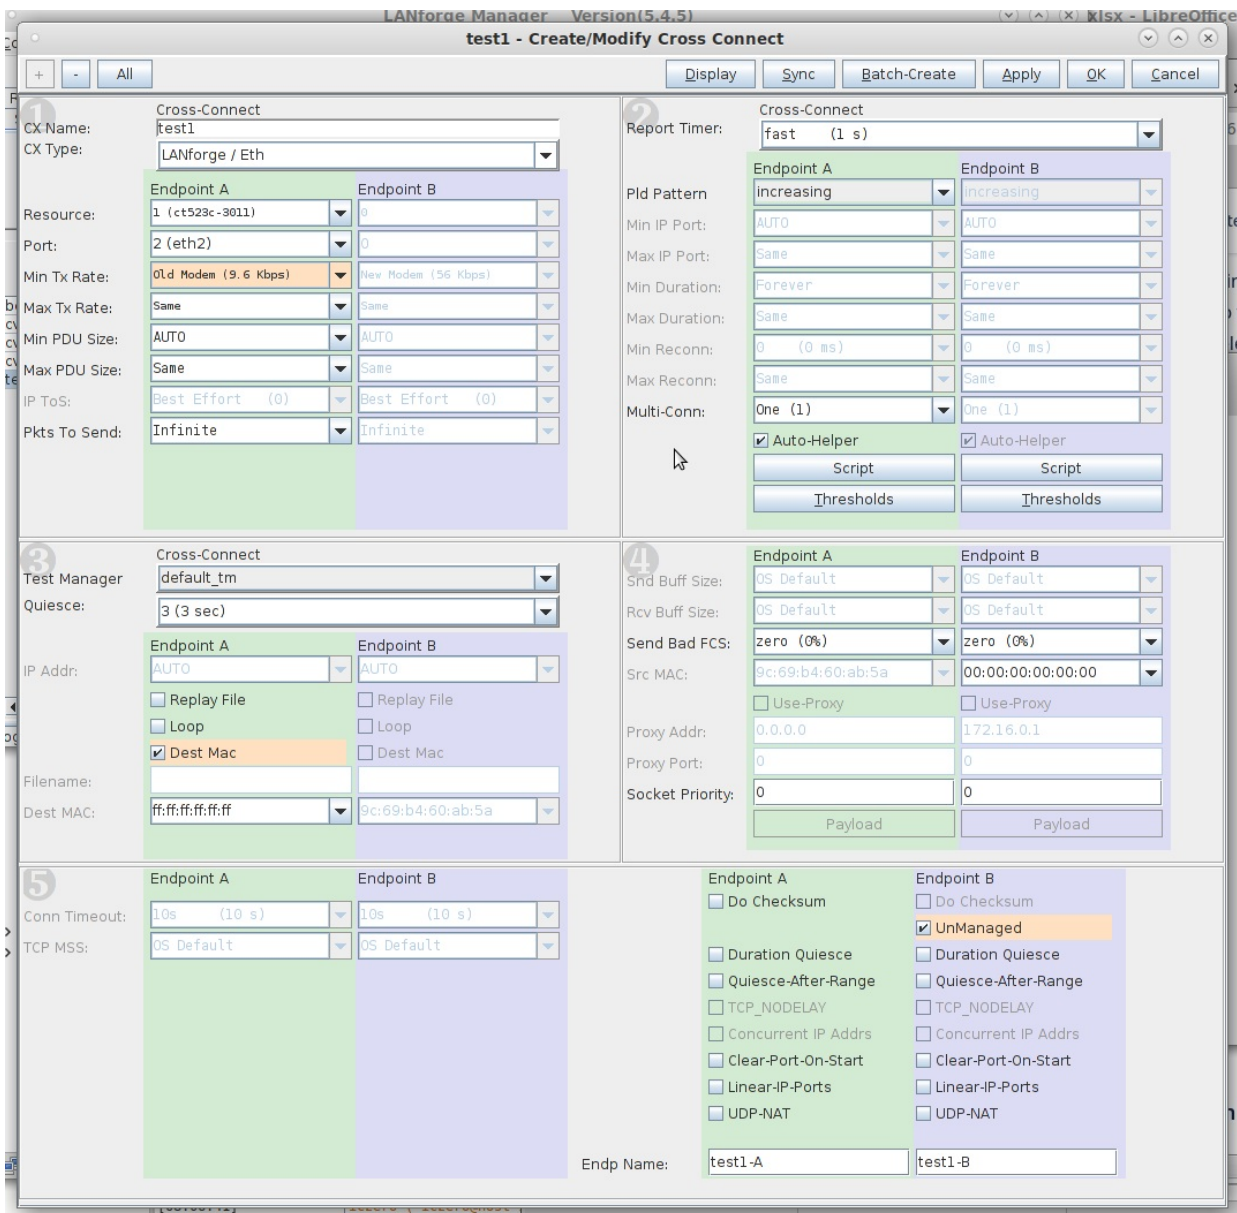 LANforge Manager Version(5.4.5)
xlsx - LibreOffice
test1 - Create/Modify Cross Connect
+ - All Display Sync Batch-Create Apply OK Cancel
1
Cross-Connect
CX Name: test1
CX Type: LANforge / Eth
Endpoint A Endpoint B
Resource: 1 (ct523c-3011) 0
Port: 2 (eth2) 0
Min Tx Rate: Old Modem (9.6 Kbps) New Modem (56 Kbps)
Max Tx Rate: Same Same
Min PDU Size: AUTO AUTO
Max PDU Size: Same Same
IP ToS: Best Effort (0) Best Effort (0)
Pkts To Send: Infinite Infinite
2
Cross-Connect
Report Timer: fast (1 s)
Endpoint A Endpoint B
Pld Pattern increasing increasing
Min IP Port: AUTO AUTO
Max IP Port: Same Same
Min Duration: Forever Forever
Max Duration: Same Same
Min Reconn: 0 (0 ms) 0 (0 ms)
Max Reconn: Same Same
Multi-Conn: One (1) One (1)
Auto-Helper Auto-Helper
Script Script
Thresholds Thresholds
3
Cross-Connect
Test Manager default_tm
Quiesce: 3 (3 sec)
Endpoint A Endpoint B
IP Addr: AUTO AUTO
Replay File Replay File
Loop Loop
Dest Mac Dest Mac
Filename:
Dest MAC: ff:ff:ff:ff:ff:ff 9c:69:b4:60:ab:5a
4
Endpoint A Endpoint B
Snd Buff Size: OS Default OS Default
Rcv Buff Size: OS Default OS Default
Send Bad FCS: zero (0%) zero (0%)
Src MAC: 9c:69:b4:60:ab:5a 00:00:00:00:00:00
Use-Proxy Use-Proxy
Proxy Addr: 0.0.0.0 172.16.0.1
Proxy Port: 0 0
Socket Priority: 0 0
Payload Payload
5
Endpoint A Endpoint B
Conn Timeout: 10s (10 s) 10s (10 s)
TCP MSS: OS Default OS Default
Endpoint A Endpoint B
Do Checksum Do Checksum
UnManaged
Duration Quiesce Duration Quiesce
Quiesce-After-Range Quiesce-After-Range
TCP_NODELAY TCP_NODELAY
Concurrent IP Addrs Concurrent IP Addrs
Clear-Port-On-Start Clear-Port-On-Start
Linear-IP-Ports Linear-IP-Ports
UDP-NAT UDP-NAT
Endp Name: test1-A test1-B